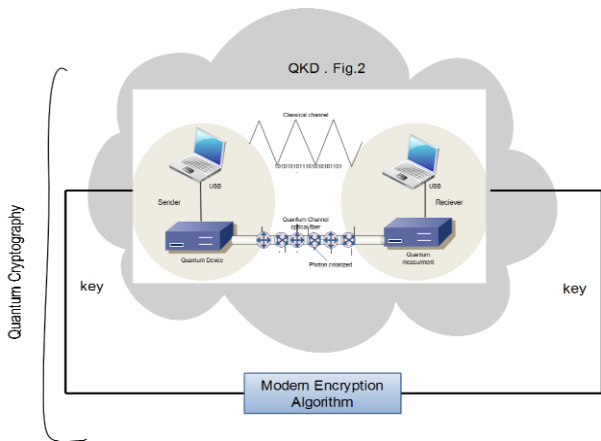 QKD . Fig.2
Classical channel
1010101011101010101101
USB
USB
Sender
Reciever
Quantum Channel
optical fiber
Quantum Device
Quantum
measurment
Photon polarized
key
key
Quantum Cryptography
Modern Encryption
Algorithm